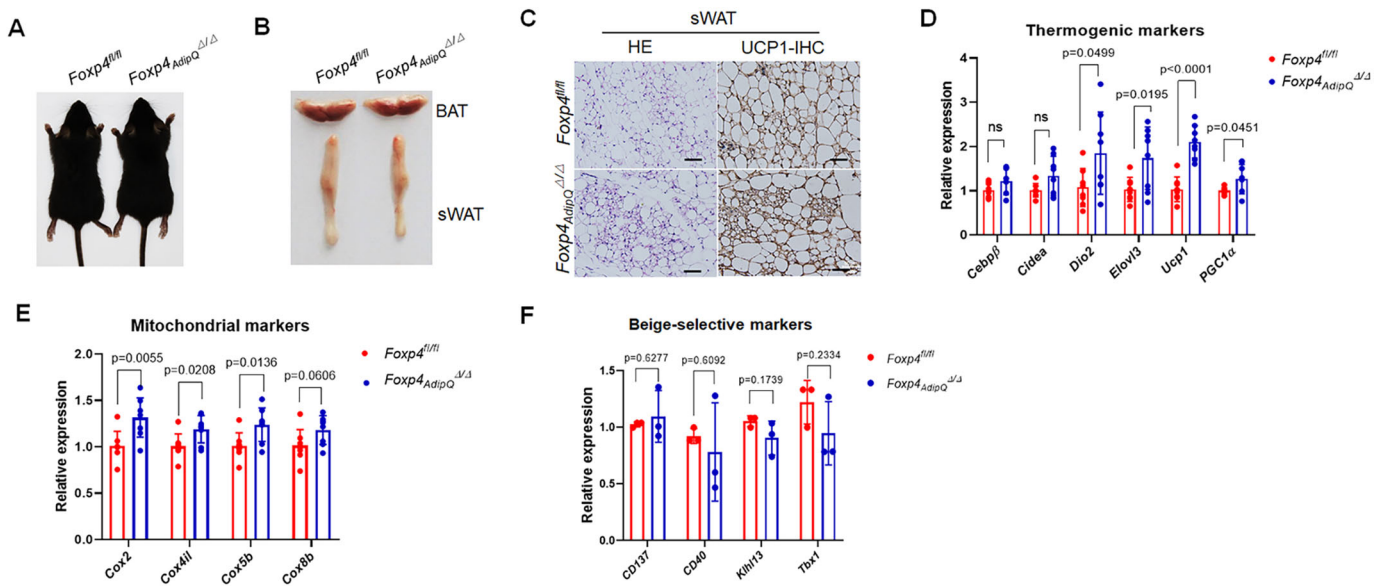 A
Foxp4fl/fl
Foxp4AdipQΔ/Δ
B
Foxp4fl/fl
Foxp4AdipQΔ/Δ
BAT
sWAT
C
sWAT
HE
UCP1-IHC
Foxp4fl/fl
Foxp4AdipQΔ/Δ
D
Thermogenic markers
Foxp4fl/fl
Foxp4AdipQΔ/Δ
Relative expression
4
3
2
1
0
ns
ns
p=0.0499
p=0.0195
p<0.0001
p=0.0451
Cebpβ
Cidea
Dio2
Elovl3
Ucp1
PGC1α
E
Mitochondrial markers
Foxp4fl/fl
Foxp4AdipQΔ/Δ
Relative expression
2.0
1.5
1.0
0.5
0.0
p=0.0055
p=0.0208
p=0.0136
p=0.0606
Cox2
Cox4il
Cox5b
Cox8b
F
Beige-selective markers
Foxp4fl/fl
Foxp4AdipQΔ/Δ
Relative expression
1.5
1.0
0.5
0.0
p=0.6277
p=0.6092
p=0.1739
p=0.2334
CD137
CD40
Klhl13
Tbx1